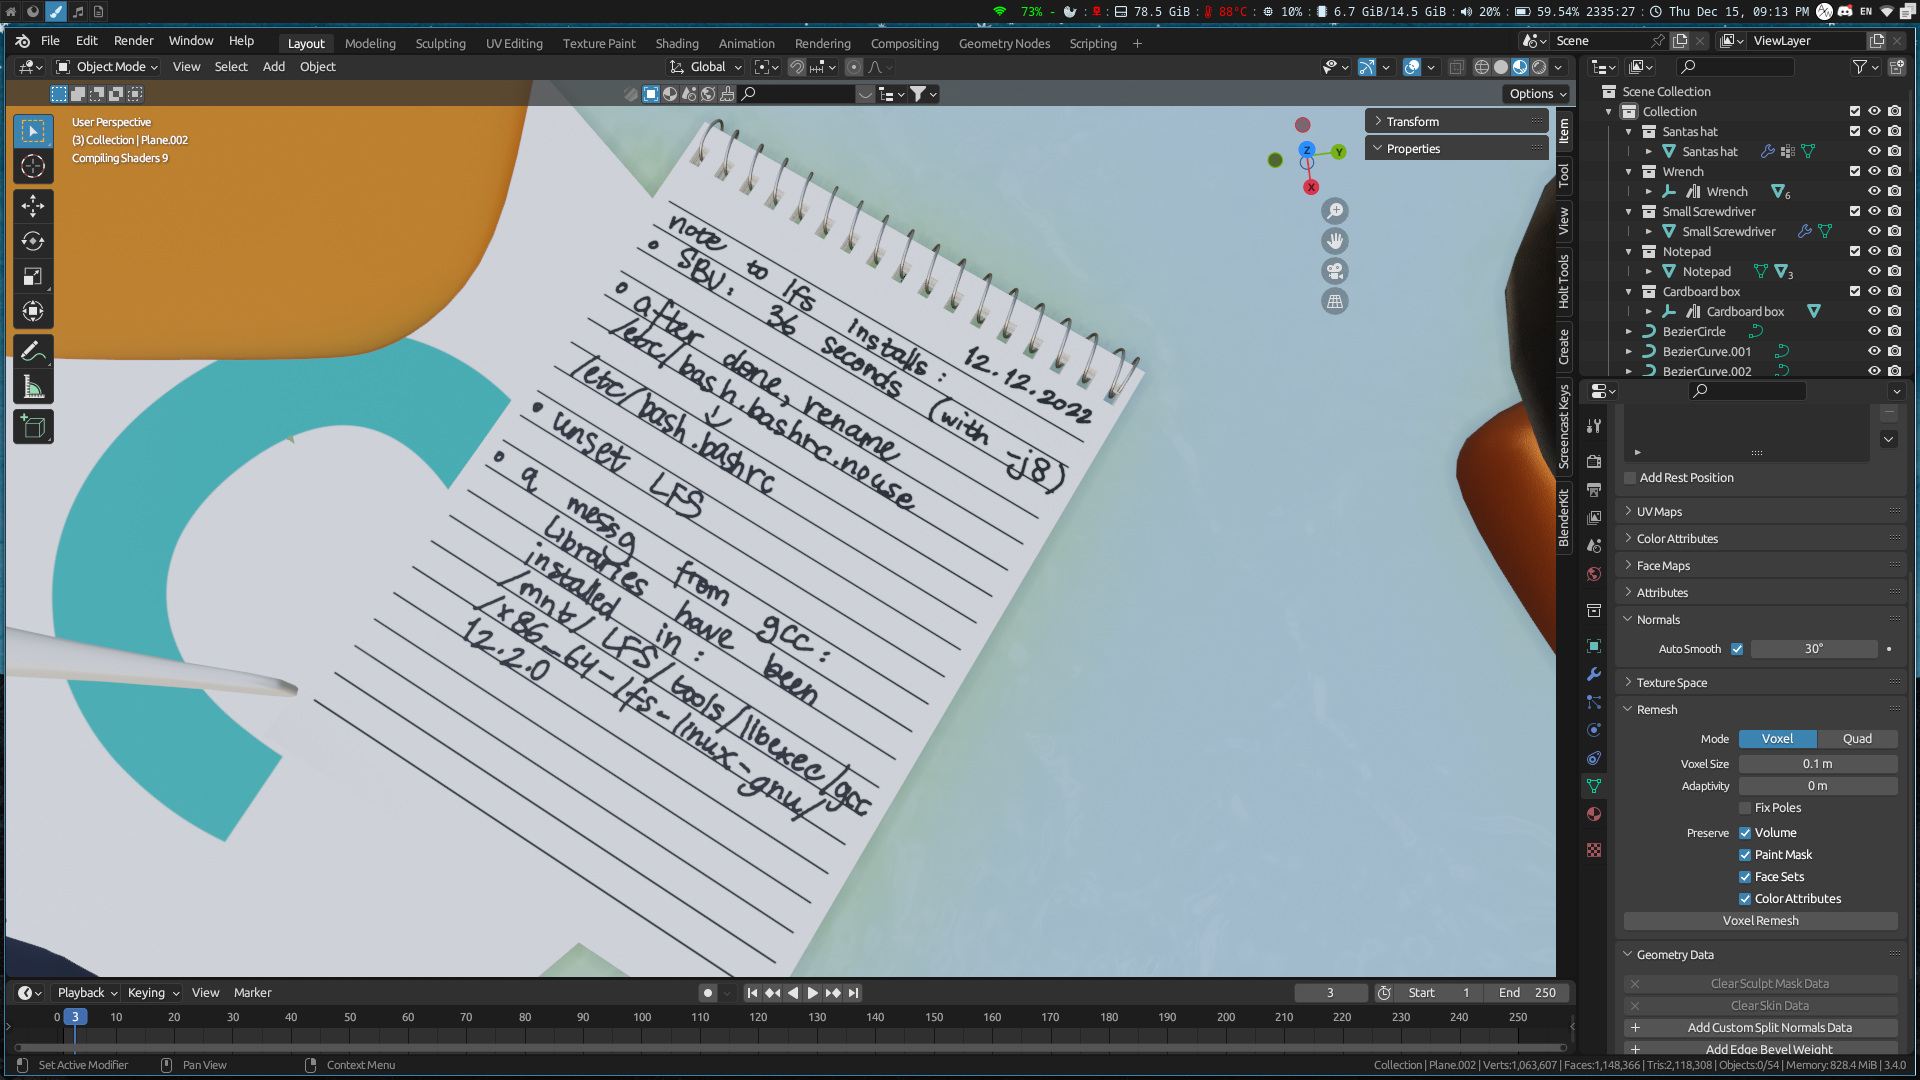 73% - : : 78.5 GiB : 88°C : 10% : 6.7 GiB/14.5 GiB : 20% : 59.54% 2335:27 : Thu Dec 15, 09:13 PM EN
File Edit Render Window Help Layout Modeling Sculpting UV Editing Texture Paint Shading Animation Rendering Compositing Geometry Nodes Scripting + Scene ViewLayer
Object Mode View Select Add Object Global
Options
User Perspective
(3) Collection | Plane.002
Compiling Shaders 9
Transform
Properties
Z
Y
X
Item
Tool
View
Holt Tools
Create
Screencast Keys
BlenderKit
note to lfs installs: 12.12.2022
• SBU: 36 seconds (with -j8)
• after done, rename
/etc/bash.bashrc.nouse
/etc/bash.bashrc
• unset LFS
• a messg from gcc:
Libraries have been
installed in:
/mnt/LFS/tools/libexec/gcc
/x86-64-lfs-linux-gnu/
12.2.0
Scene Collection
Collection
Santas hat
Santas hat
Wrench
Wrench 6
Small Screwdriver
Small Screwdriver
Notepad
Notepad 3
Cardboard box
Cardboard box
BezierCircle
BezierCurve.001
BezierCurve.002
Add Rest Position
UV Maps
Color Attributes
Face Maps
Attributes
Normals
Auto Smooth 30°
Texture Space
Remesh
Mode Voxel Quad
Voxel Size 0.1 m
Adaptivity 0 m
Fix Poles
Preserve Volume
Paint Mask
Face Sets
Color Attributes
Voxel Remesh
Geometry Data
Clear Sculpt Mask Data
Clear Skin Data
Add Custom Split Normals Data
Add Edge Bevel Weight
Playback Keying View Marker 3 Start 1 End 250
0 3 10 20 30 40 50 60 70 80 90 100 110 120 130 140 150 160 170 180 190 200 210 220 230 240 250
Set Active Modifier Pan View Context Menu Collection | Plane.002 | Verts:1,063,607 | Faces:1,148,366 | Tris:2,118,308 | Objects:0/54 | Memory: 828.4 MiB | 3.4.0